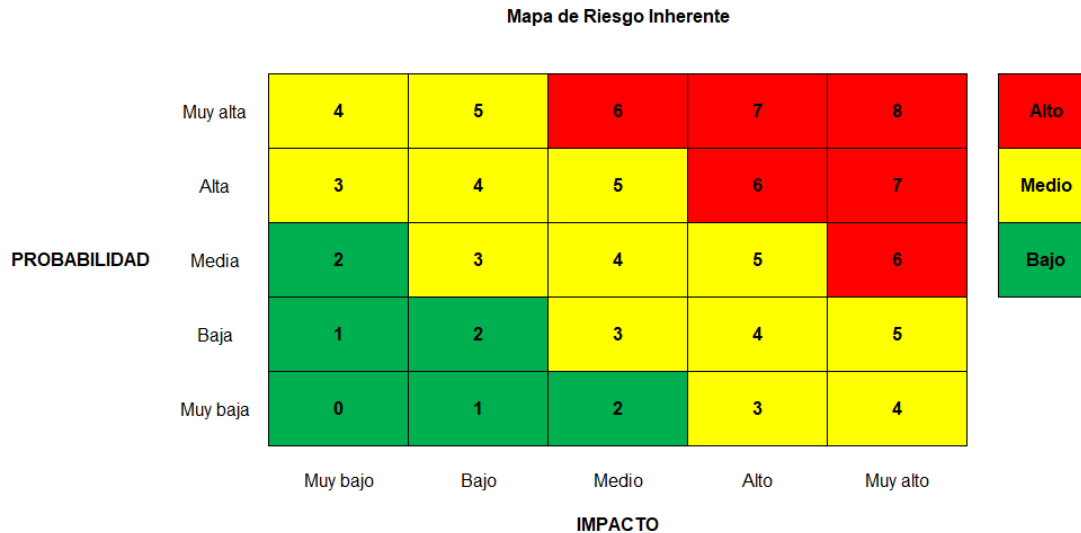 Mapa de Riesgo Inherente
Muy alta 4 5 6 7 8 Alto
Alta 3 4 5 6 7 Medio
PROBABILIDAD Media 2 3 4 5 6 Bajo
Baja 1 2 3 4 5
Muy baja 0 1 2 3 4
Muy bajo Bajo Medio Alto Muy alto
IMPACTO